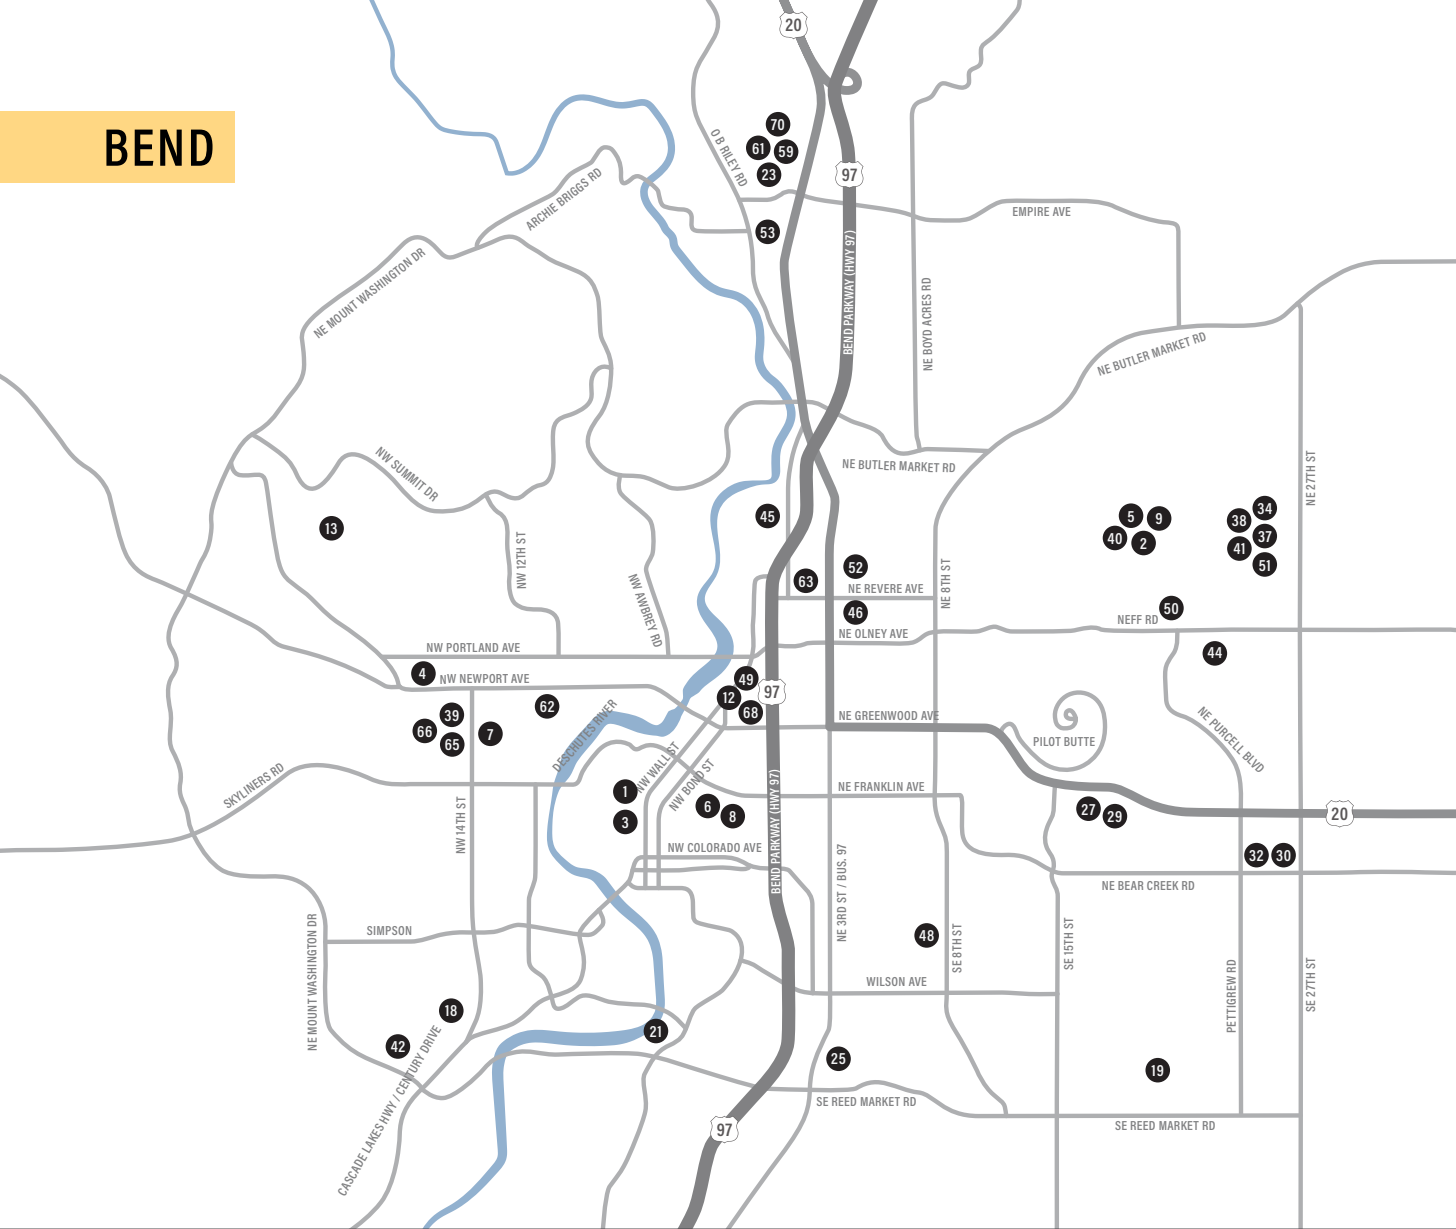 20
BEND
70
61
59
23
O B RILEY RD
97
ARCHIE BRIGGS RD
EMPIRE AVE
53
NE MOUNT WASHINGTON DR
BEND PARKWAY (HWY 97)
NE BOYD ACRES RD
NE BUTLER MARKET RD
NE BUTLER MARKET RD
NW SUMMIT DR
NE 27TH ST
13
45
5
9
40
2
34
38
37
41
51
NW 12TH ST
NW AWBREY RD
63
52
NE REVERE AVE
46
NE 8TH ST
50
NEFF RD
NE OLNEY AVE
44
NW PORTLAND AVE
4
NW NEWPORT AVE
49
12
97
68
62
39
66
65
7
DESCHUTES RIVER
NE GREENWOOD AVE
PILOT BUTTE
NE PURCELL BLVD
SKYLINERS RD
NW WALL ST
NW BOND ST
1
3
6
8
NE FRANKLIN AVE
27
29
20
NW 14TH ST
BEND PARKWAY (HWY 97)
NW COLORADO AVE
NE 3RD ST / BUS. 97
32
30
NE BEAR CREEK RD
SIMPSON
NE MOUNT WASHINGTON DR
48
SE 8TH ST
SE 15TH ST
WILSON AVE
PETTIGREW RD
SE 27TH ST
18
42
21
25
19
CASCADE LAKES HWY / CENTURY DRIVE
SE REED MARKET RD
97
SE REED MARKET RD